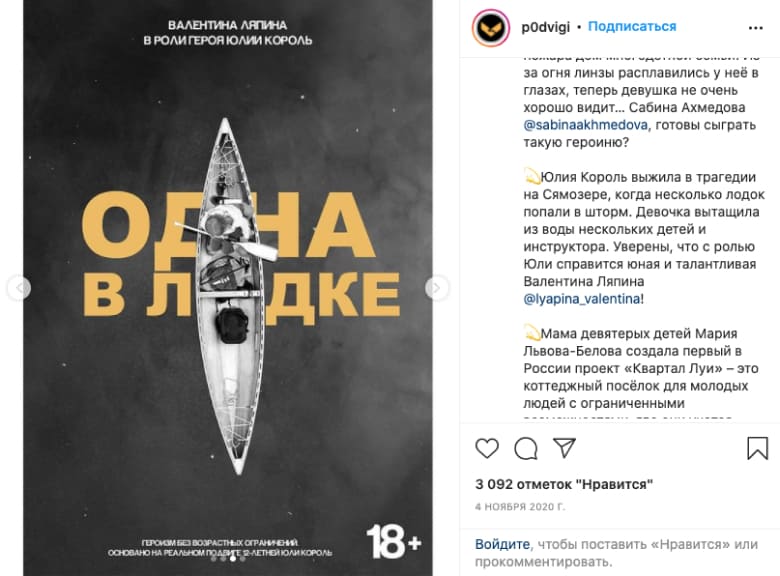 ВАЛЕНТИНА ЛЯПИНА
В РОЛИ ГЕРОЯ ЮЛИИ КОРОЛЬ
ОДНА
В ЛОДКЕ
ГЕРОИЗМ БЕЗ ВОЗРАСТНЫХ ОГРАНИЧЕНИЙ.
ОСНОВАНО НА РЕАЛЬНОМ ПОДВИГЕ 12-ЛЕТНЕЙ ЮЛИ КОРОЛЬ
18+
p0dvigi • Подписаться
за огня линзы расплавились у неё в
глазах, теперь девушка не очень
хорошо видит... Сабина Ахмедова
@sabinaakhmedova, готовы сыграть
такую героиню?
Юлия Король выжила в трагедии
на Сямозере, когда несколько лодок
попали в шторм. Девочка вытащила
из воды нескольких детей и
инструктора. Уверены, что с ролью
Юли справится юная и талантливая
Валентина Ляпина
@lyapina_valentina!
Мама девятерых детей Мария
Львова-Белова создала первый в
России проект «Квартал Луи» – это
коттеджный посёлок для молодых
людей с ограниченными
3 092 отметок "Нравится"
4 НОЯБРЯ 2020 Г.
Войдите, чтобы поставить «Нравится» или
прокомментировать.